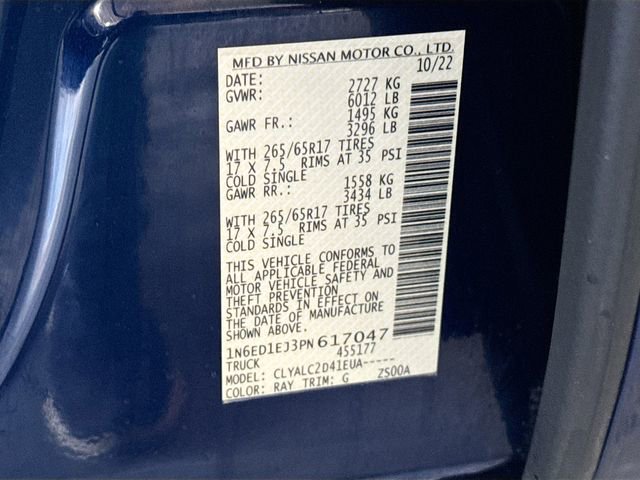 MFD BY NISSAN MOTOR CO., LTD.
DATE: 10/22
GVWR: 2727 KG
6012 LB
GAWR FR.: 1495 KG
3296 LB
WITH 265/65R17 TIRES
17 X 7.5 RIMS AT 35 PSI
COLD SINGLE
GAWR RR.: 1558 KG
3434 LB
WITH 265/65R17 TIRES
17 X 7.5 RIMS AT 35 PSI
COLD SINGLE
THIS VEHICLE CONFORMS TO
ALL APPLICABLE FEDERAL
MOTOR VEHICLE SAFETY AND
THEFT PREVENTION
STANDARDS IN EFFECT ON
THE DATE OF MANUFACTURE
SHOWN ABOVE.
1N6ED1EJ3PN617047
TRUCK 455177
MODEL: CLYALC2D41EUA-----
COLOR: RAY TRIM: G ZS00A